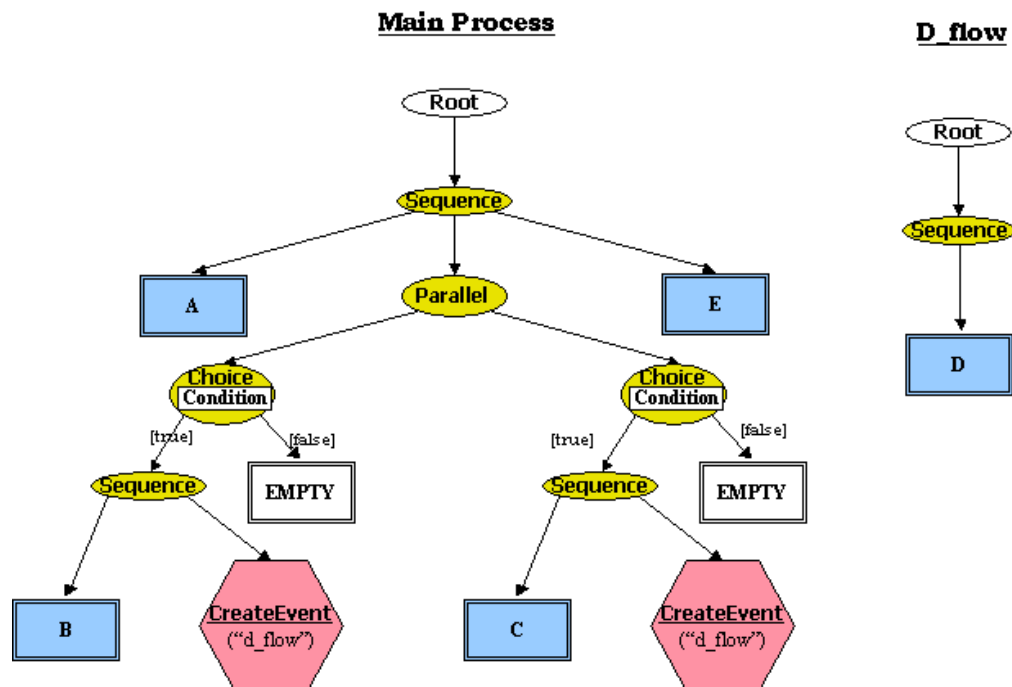 Main Process
D_flow
Root
Root
Sequence
Sequence
A
Parallel
E
D
Choice
Condition
Choice
Condition
[true]
[false]
[true]
[false]
Sequence
EMPTY
Sequence
EMPTY
B
CreateEvent
(“d_flow”)
C
CreateEvent
(“d_flow”)